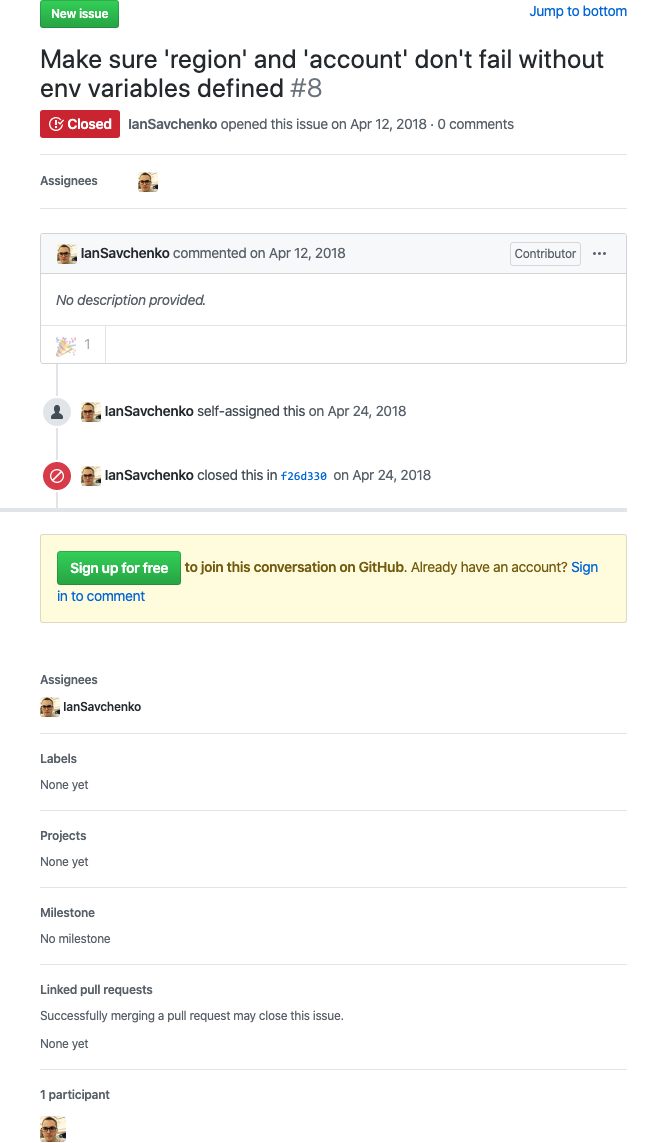 New issue
Jump to bottom
Make sure 'region' and 'account' don't fail without
env variables defined #8
Closed IanSavchenko opened this issue on Apr 12, 2018 · 0 comments
Assignees
IanSavchenko commented on Apr 12, 2018 Contributor ···
No description provided.
1
IanSavchenko self-assigned this on Apr 24, 2018
IanSavchenko closed this in f26d330 on Apr 24, 2018
Sign up for free to join this conversation on GitHub. Already have an account? Sign
in to comment
Assignees
IanSavchenko
Labels
None yet
Projects
None yet
Milestone
No milestone
Linked pull requests
Successfully merging a pull request may close this issue.
None yet
1 participant